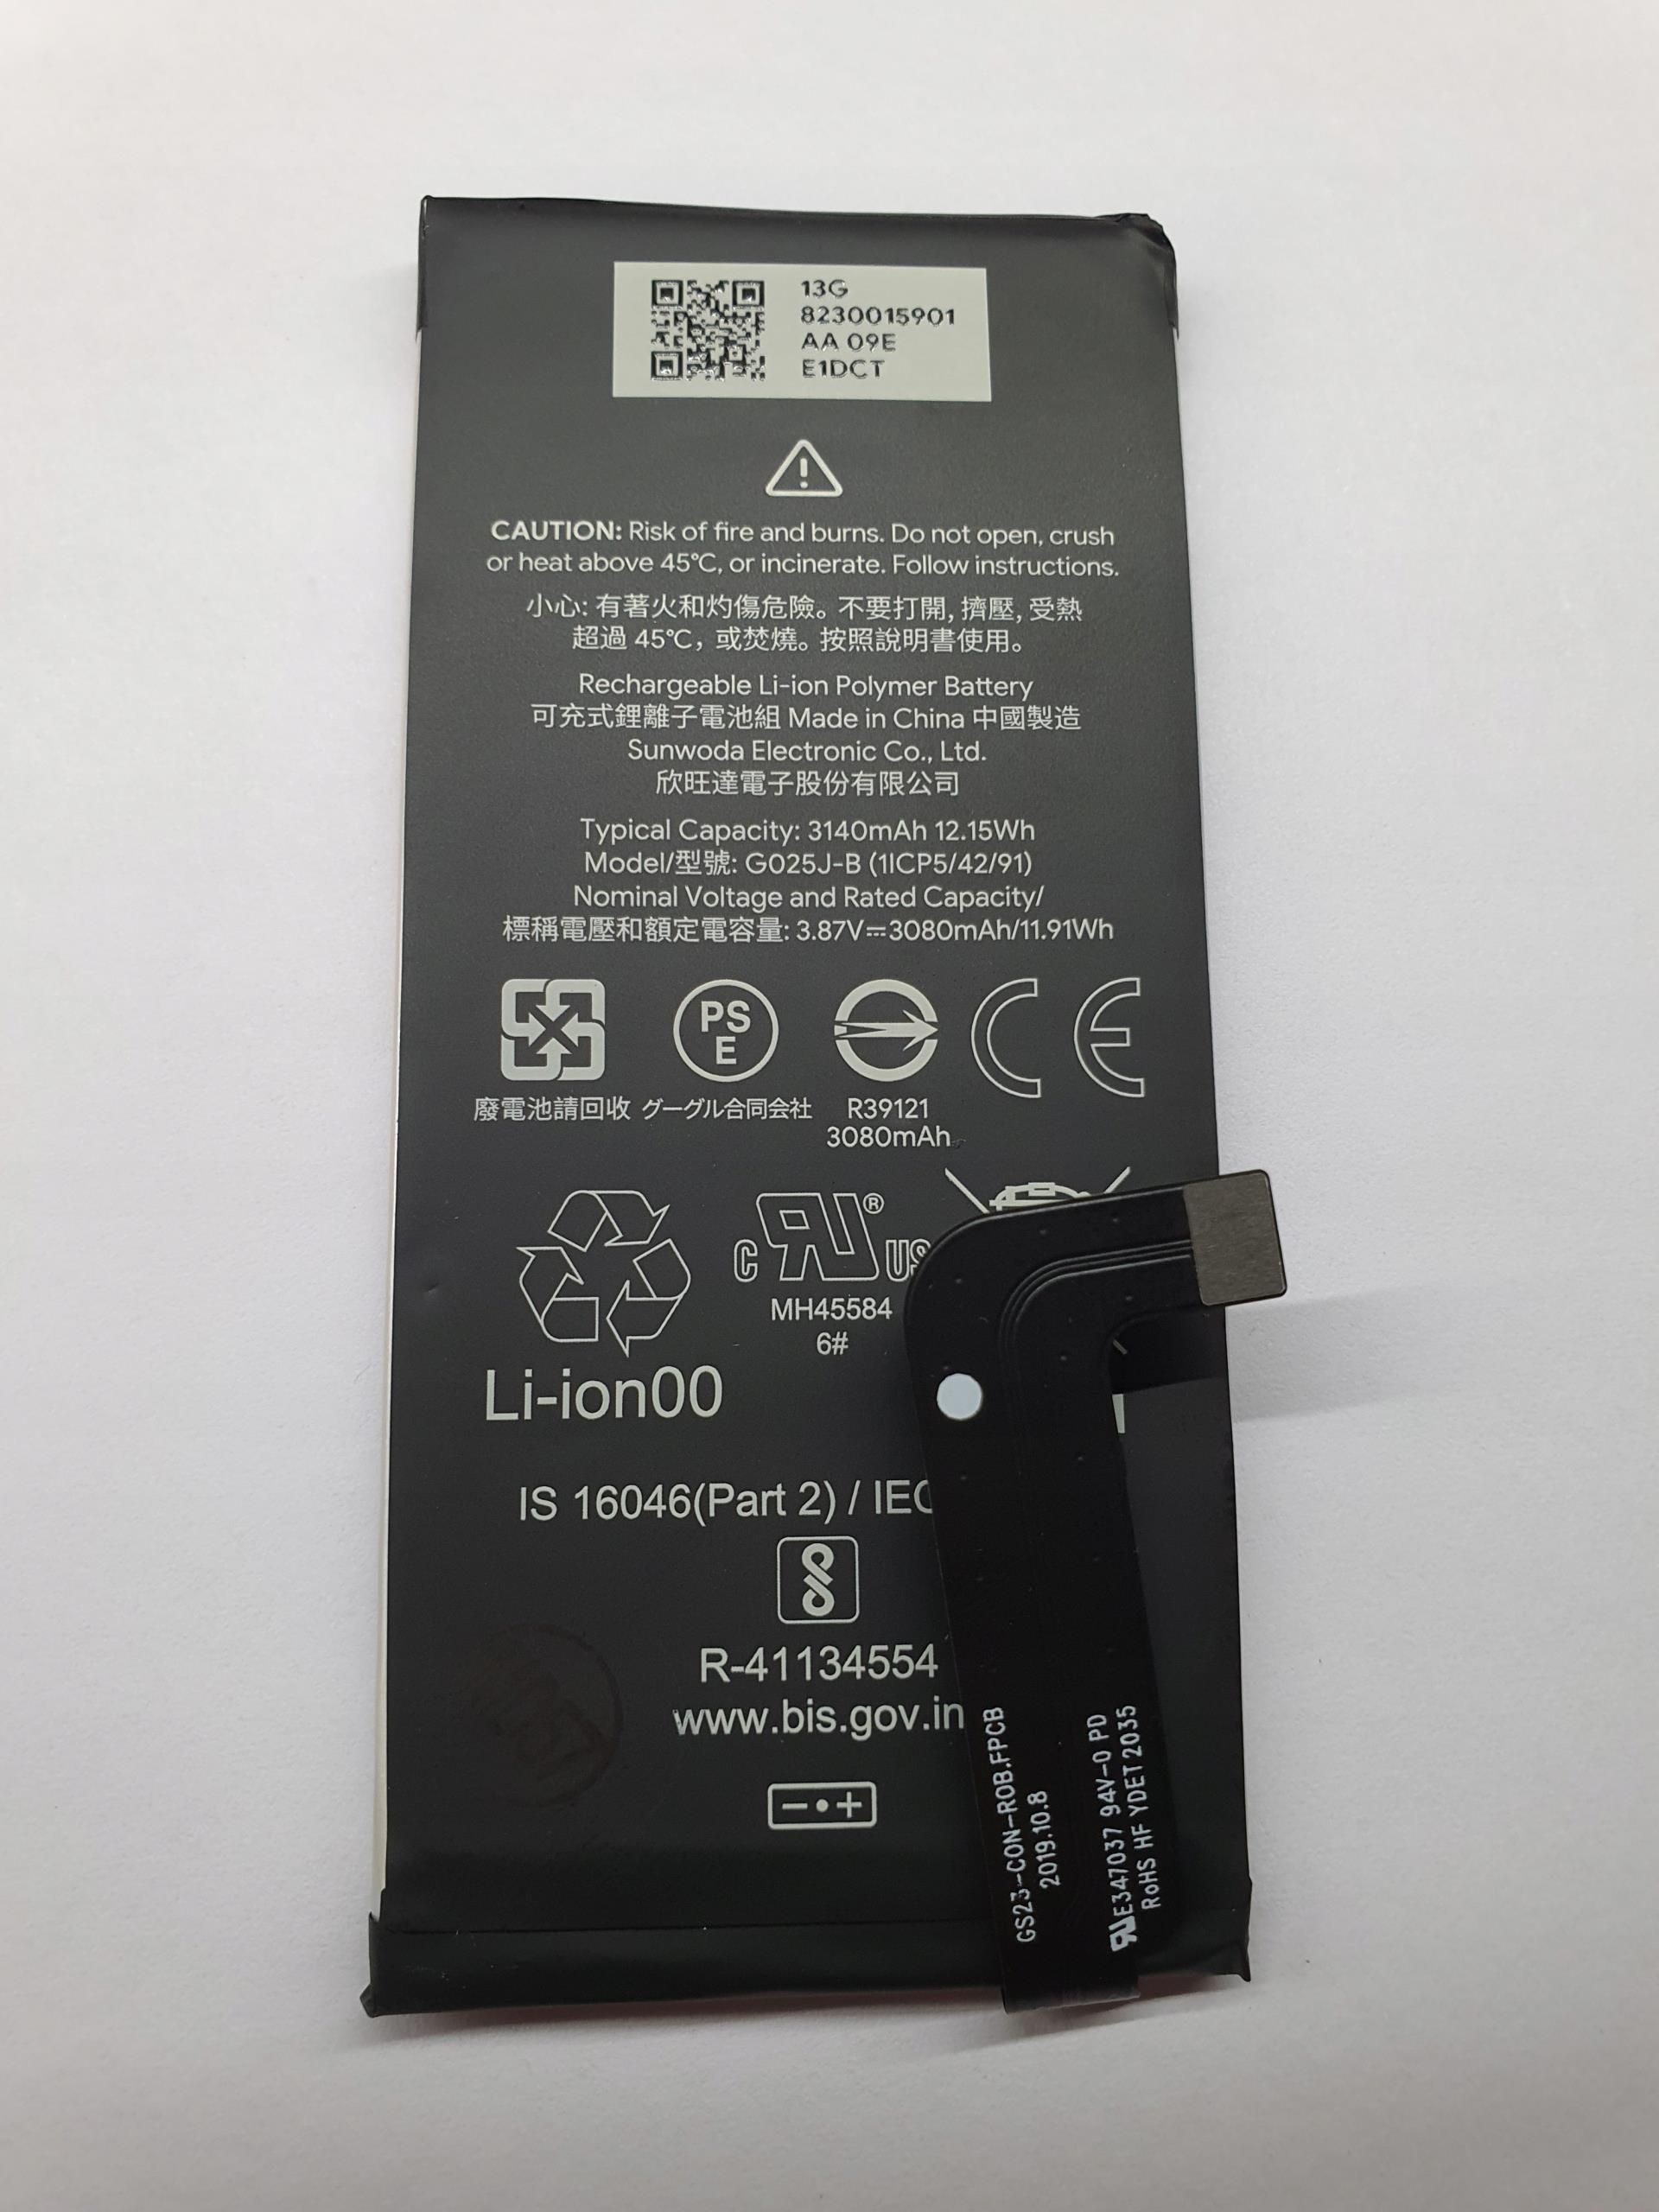 13G
8230015901
AA 09E
E1DCT
CAUTION: Risk of fire and burns. Do not open, crush
or heat above 45°C, or incinerate. Follow instructions.
小心: 有著火和灼傷危險。不要打開, 擠壓, 受熱
超過 45℃，或焚燒。按照說明書使用。
Rechargeable Li-ion Polymer Battery
可充式鋰離子電池組 Made in China 中國製造
Sunwoda Electronic Co., Ltd.
欣旺達電子股份有限公司
Typical Capacity: 3140mAh 12.15Wh
Model/型號: G025J-B (1ICP5/42/91)
Nominal Voltage and Rated Capacity/
標稱電壓和額定電容量: 3.87V⎓3080mAh/11.91Wh
PS
E
CE
廢電池請回收 グーグル合同会社 R39121
3080mAh
C RU® US
MH45584
6#
Li-ion00
IS 16046(Part 2) / IEC
R-41134554
www.bis.gov.in
GS23-CON-ROB.FPCB
2019.10.8
RU E347037 94V-0 PD
RoHS HF YDET 2035